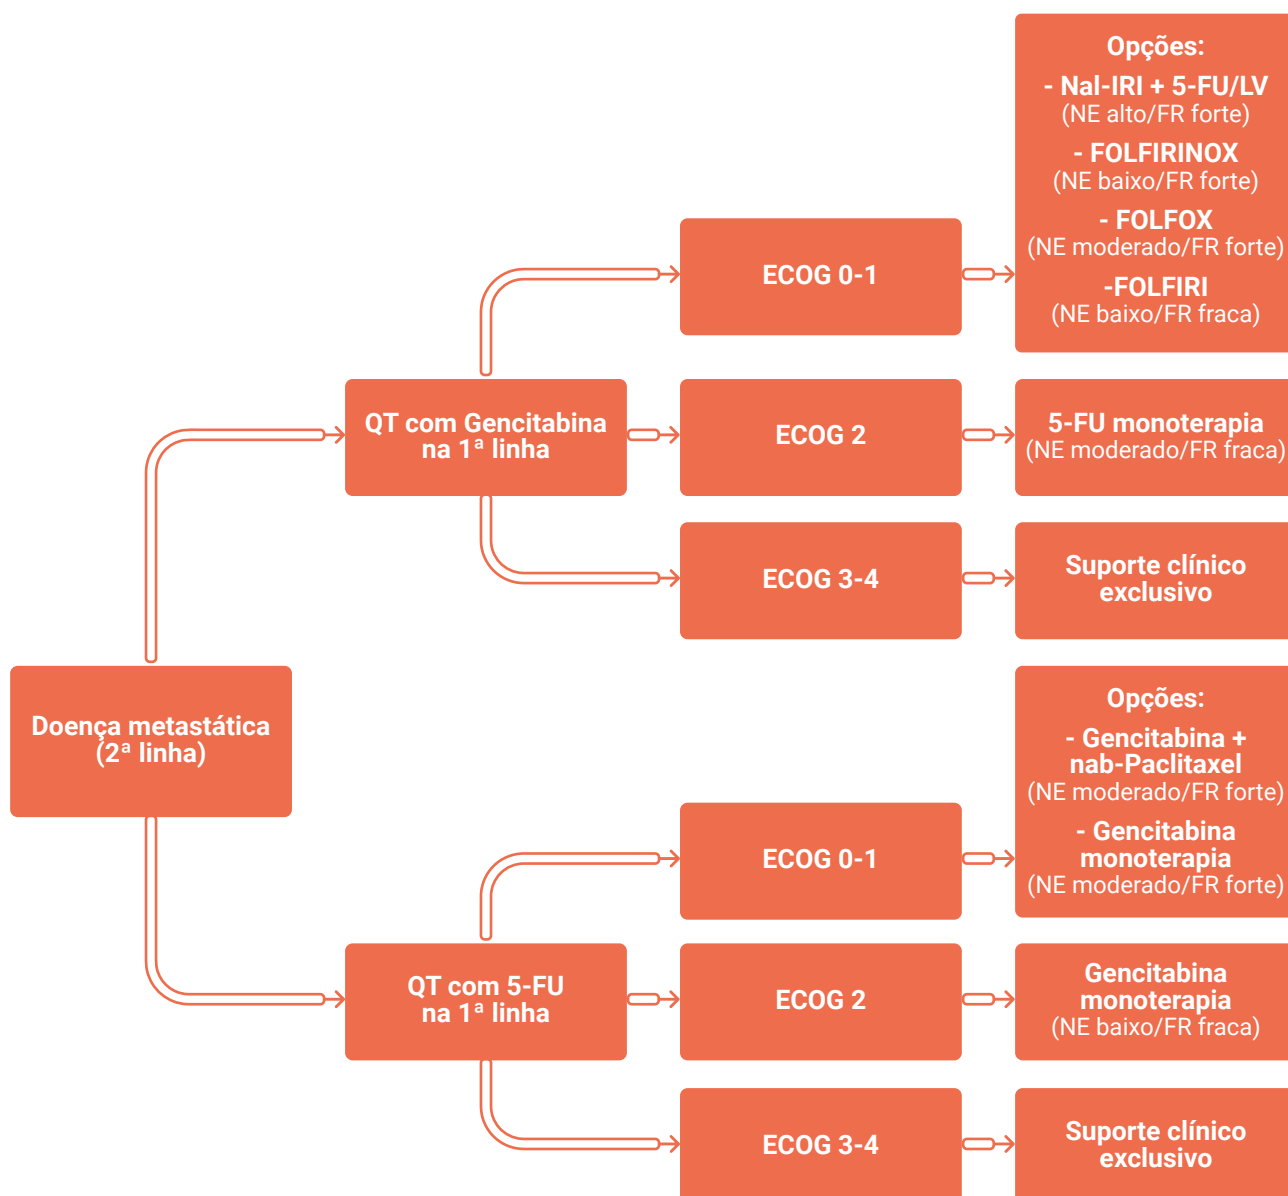 Doença metastática
(2ª linha)
QT com Gencitabina
na 1ª linha
ECOG 0-1
Opções:
- Nal-IRI + 5-FU/LV
(NE alto/FR forte)
- FOLFIRINOX
(NE baixo/FR forte)
- FOLFOX
(NE moderado/FR forte)
-FOLFIRI
(NE baixo/FR fraca)
ECOG 2
5-FU monoterapia
(NE moderado/FR fraca)
ECOG 3-4
Suporte clínico
exclusivo
QT com 5-FU
na 1ª linha
ECOG 0-1
Opções:
- Gencitabina +
nab-Paclitaxel
(NE moderado/FR forte)
- Gencitabina
monoterapia
(NE moderado/FR forte)
ECOG 2
Gencitabina
monoterapia
(NE baixo/FR fraca)
ECOG 3-4
Suporte clínico
exclusivo